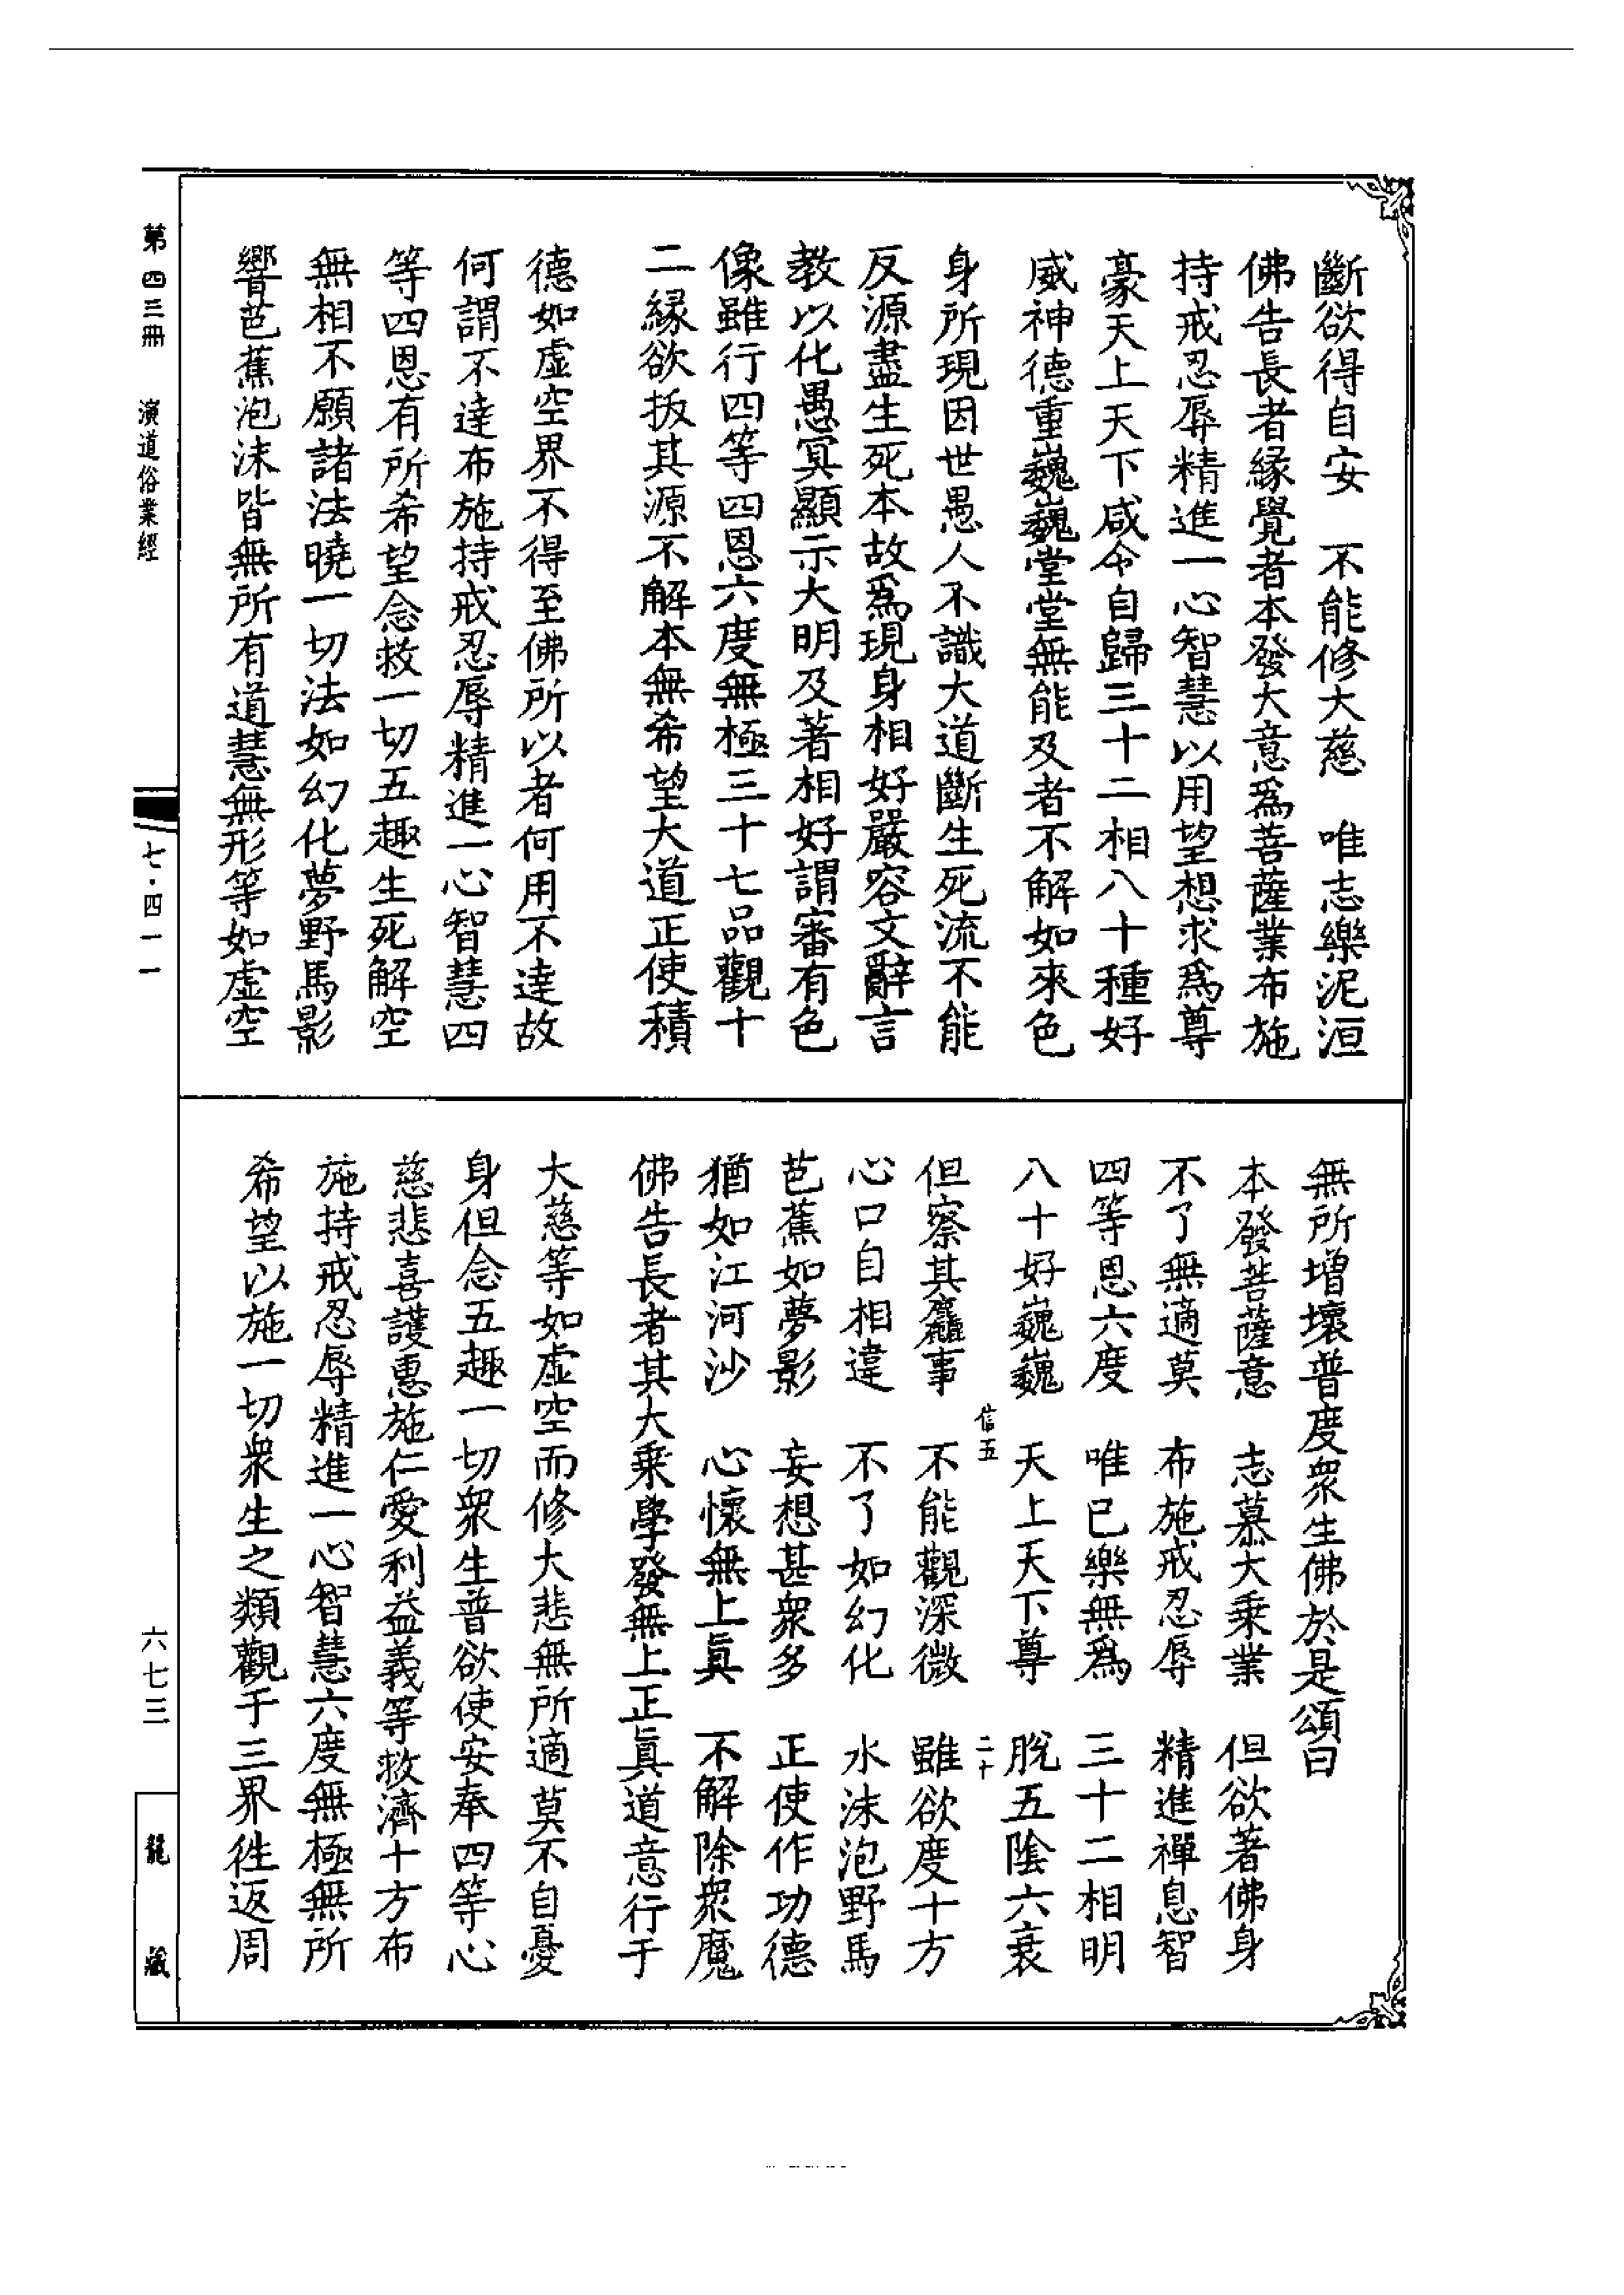 斷欲得自安　不能修大慈　唯志樂泥洹
佛告長者緣覺者本發大意爲菩薩業布施
持戒忍辱精進一心智慧以用望想求爲尊
豪天上天下咸令自歸三十二相八十種好
威神德重巍巍堂堂無能及者不解如來色
身所現因世愚人不識大道斷生死流不能
反源盡生死本故爲現身相好嚴容文辭言
教以化愚冥顯示大明及著相好謂審有色
像雖行四等四恩六度無極三十七品觀十
二緣欲扳其源不解本無希望大道正使積
德如虛空界不得至佛所以者何用不達故
何謂不達布施持戒忍辱精進一心智慧四
等四恩有所希望念救一切五趣生死解空
無相不願諸法曉一切法如幻化夢野馬影
響芭蕉泡沫皆無所有道慧無形等如虛空
無所增壞普度眾生佛於是頌曰
本發菩薩意　志慕大乘業　但欲著佛身
不了無適莫　布施戒忍辱　精進禪息智
四等恩六度　唯已樂無爲　三十二相明
八十好巍巍　天上天下尊　脫五陰六衰
信五　二十
但察其麤事　不能觀深微　雖欲度十方
心口自相違　不了如幻化　水沫泡野馬
芭蕉如夢影　妄想甚眾多　正使作功德
猶如江河沙　心懷無上眞　不解除眾魔
佛告長者其大乘學發無上正眞道意行于
大慈等如虛空而修大悲無所適莫不自憂
身但念五趣一切眾生普欲使安奉四等心
慈悲喜護惠施仁愛利益義等救濟十方布
施持戒忍辱精進一心智慧六度無極無所
希望以施一切眾生之類觀于三界徃返周
第四三冊　演道俗業經
七·四一一
六七三
龍藏